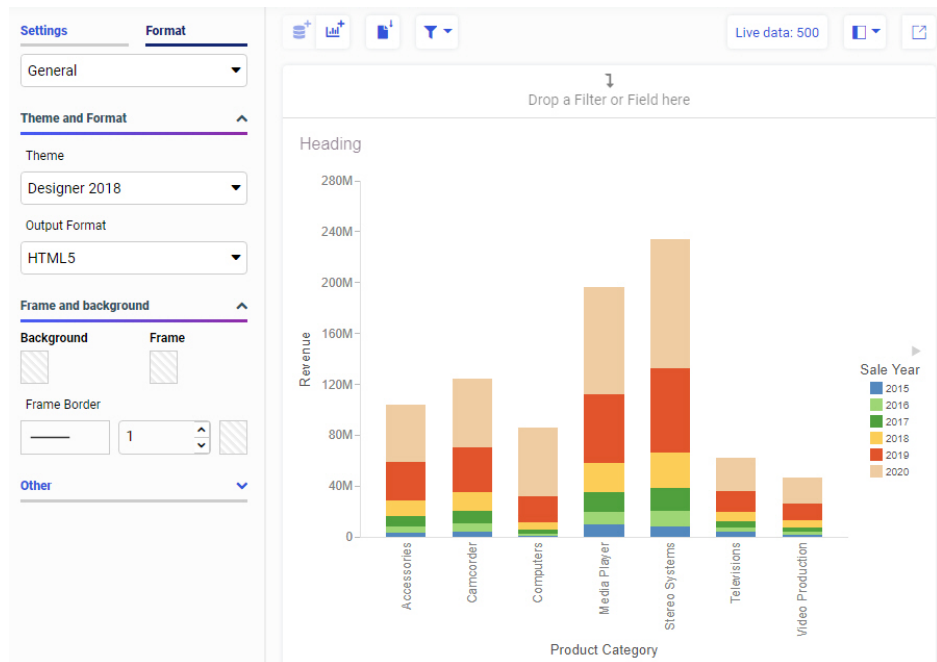 Settings Format
General
Theme and Format
Theme
Designer 2018
Output Format
HTML5
Frame and background
Background Frame
Frame Border
1
Other
Live data: 500
Drop a Filter or Field here
Heading
280M
240M
200M
160M
120M
80M
40M
0
Revenue
Accessories
Camcorder
Computers
Media Player
Stereo Systems
Televisions
Video Production
Product Category
Sale Year
2015
2016
2017
2018
2019
2020